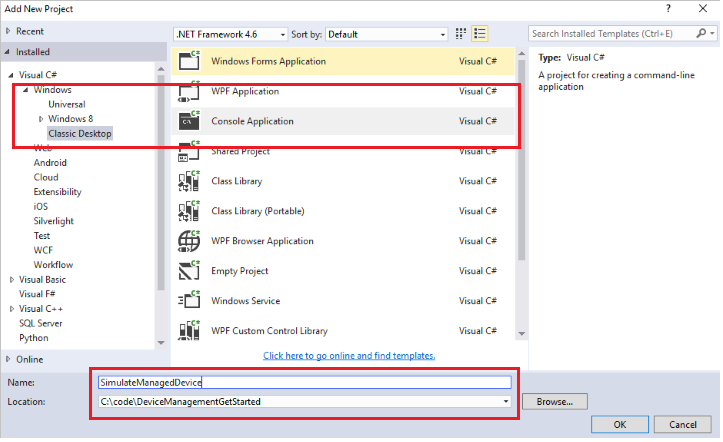 Add New Project
Recent
.NET Framework 4.6
Sort by: Default
Search Installed Templates (Ctrl+E)
Installed
Visual C#
Windows
Universal
Windows 8
Classic Desktop
Web
Android
Cloud
Extensibility
iOS
Silverlight
Test
WCF
Workflow
Visual Basic
Visual F#
Visual C++
SQL Server
Python
Online
Windows Forms Application Visual C#
WPF Application Visual C#
Console Application Visual C#
Shared Project Visual C#
Class Library Visual C#
Class Library (Portable) Visual C#
WPF Browser Application Visual C#
Empty Project Visual C#
Windows Service Visual C#
WPF Custom Control Library Visual C#
Click here to go online and find templates.
Type: Visual C#
A project for creating a command-line
application
Name: SimulateManagedDevice
Location: C:\code\DeviceManagementGetStarted
Browse...
OK
Cancel